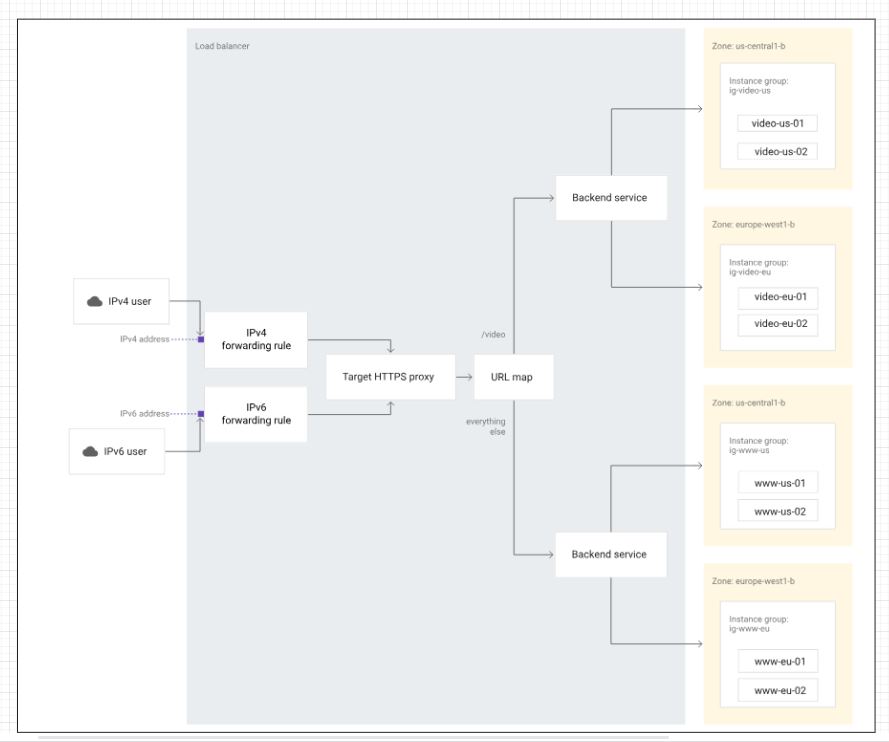 Load balancer
Zone: us-central1-b
Instance group:
ig-video-us
video-us-01
video-us-02
Backend service
Zone: europe-west1-b
Instance group:
ig-video-eu
video-eu-01
video-eu-02
IPv4 user
IPv4 address
IPv4
forwarding rule
/video
Target HTTPS proxy
URL map
IPv6 address
IPv6
forwarding rule
IPv6 user
everything
else
Zone: us-central1-b
Instance group:
ig-www-us
www-us-01
www-us-02
Backend service
Zone: europe-west1-b
Instance group:
ig-www-eu
www-eu-01
www-eu-02